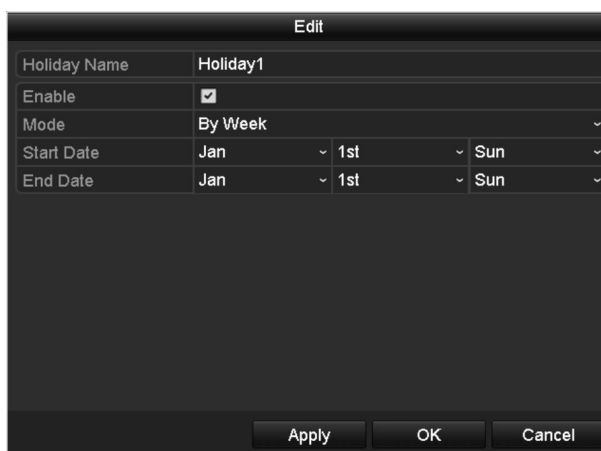 Edit
Holiday Name Holiday1
Enable
Mode By Week
Start Date Jan 1st Sun
End Date Jan 1st Sun
Apply OK Cancel